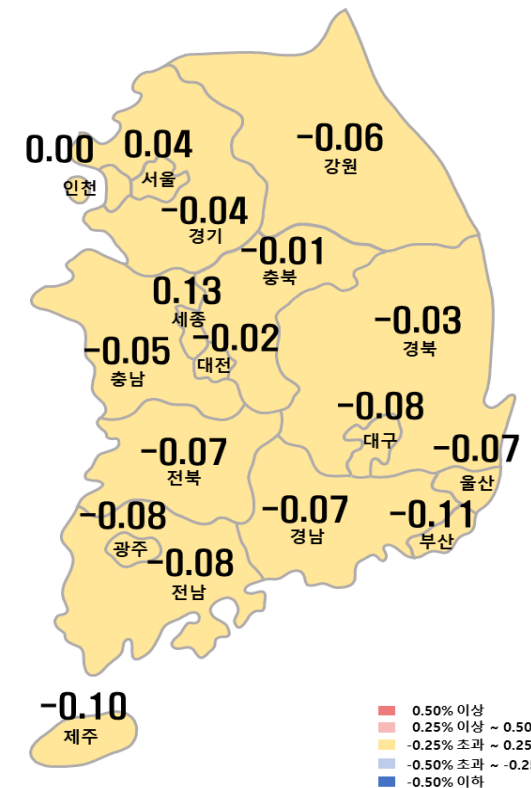 0.00
인천
0.04
서울
-0.06
강원
-0.04
경기
-0.01
충북
0.13
세종
-0.02
대전
-0.05
충남
-0.03
경북
-0.08
대구
-0.07
울산
-0.07
전북
-0.07
경남
-0.11
부산
-0.08
광주
-0.08
전남
-0.10
제주
0.50% 이상
0.25% 이상 ~ 0.50
-0.25% 초과 ~ 0.25
-0.50% 초과 ~ -0.25
-0.50% 이하